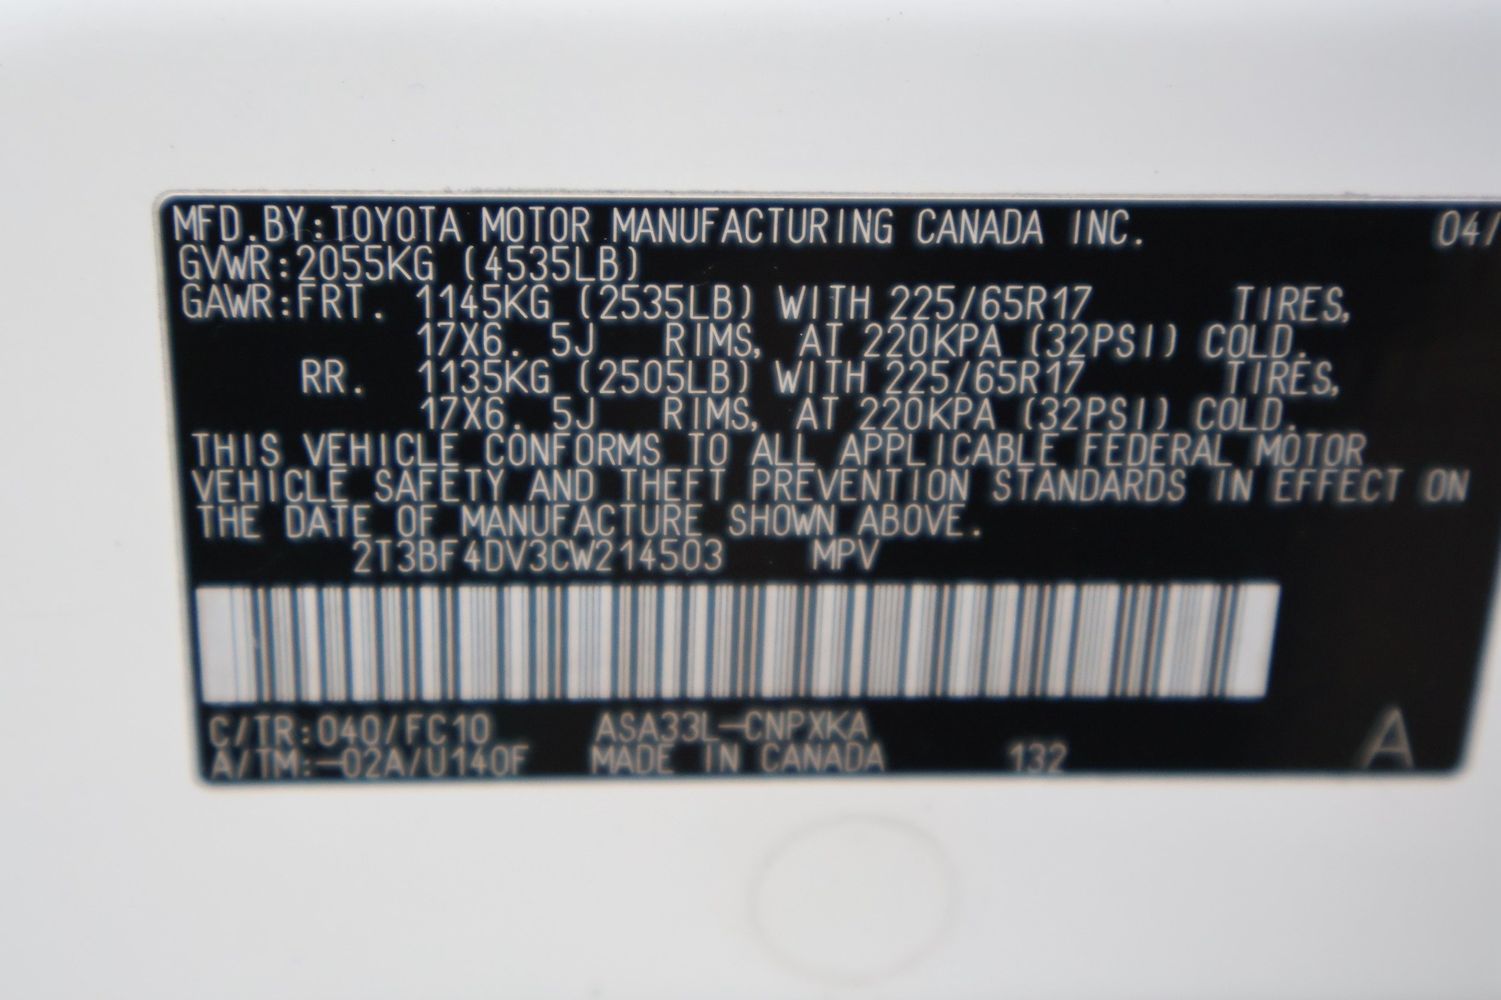 MFD.BY:TOYOTA MOTOR MANUFACTURING CANADA INC. 04/
GVWR:2055KG (4535LB)
GAWR:FRT. 1145KG (2535LB) WITH 225/65R17 TIRES,
17X6.5J RIMS, AT 220KPA (32PSI) COLD.
RR. 1135KG (2505LB) WITH 225/65R17 TIRES,
17X6.5J RIMS, AT 220KPA (32PSI) COLD.
THIS VEHICLE CONFORMS TO ALL APPLICABLE FEDERAL MOTOR
VEHICLE SAFETY AND THEFT PREVENTION STANDARDS IN EFFECT ON
THE DATE OF MANUFACTURE SHOWN ABOVE.
2T3BF4DV3CW214503 MPV
C/TR:040/FC10 ASA33L-CNPXKA
A/TM:-02A/U140F MADE IN CANADA 132 A